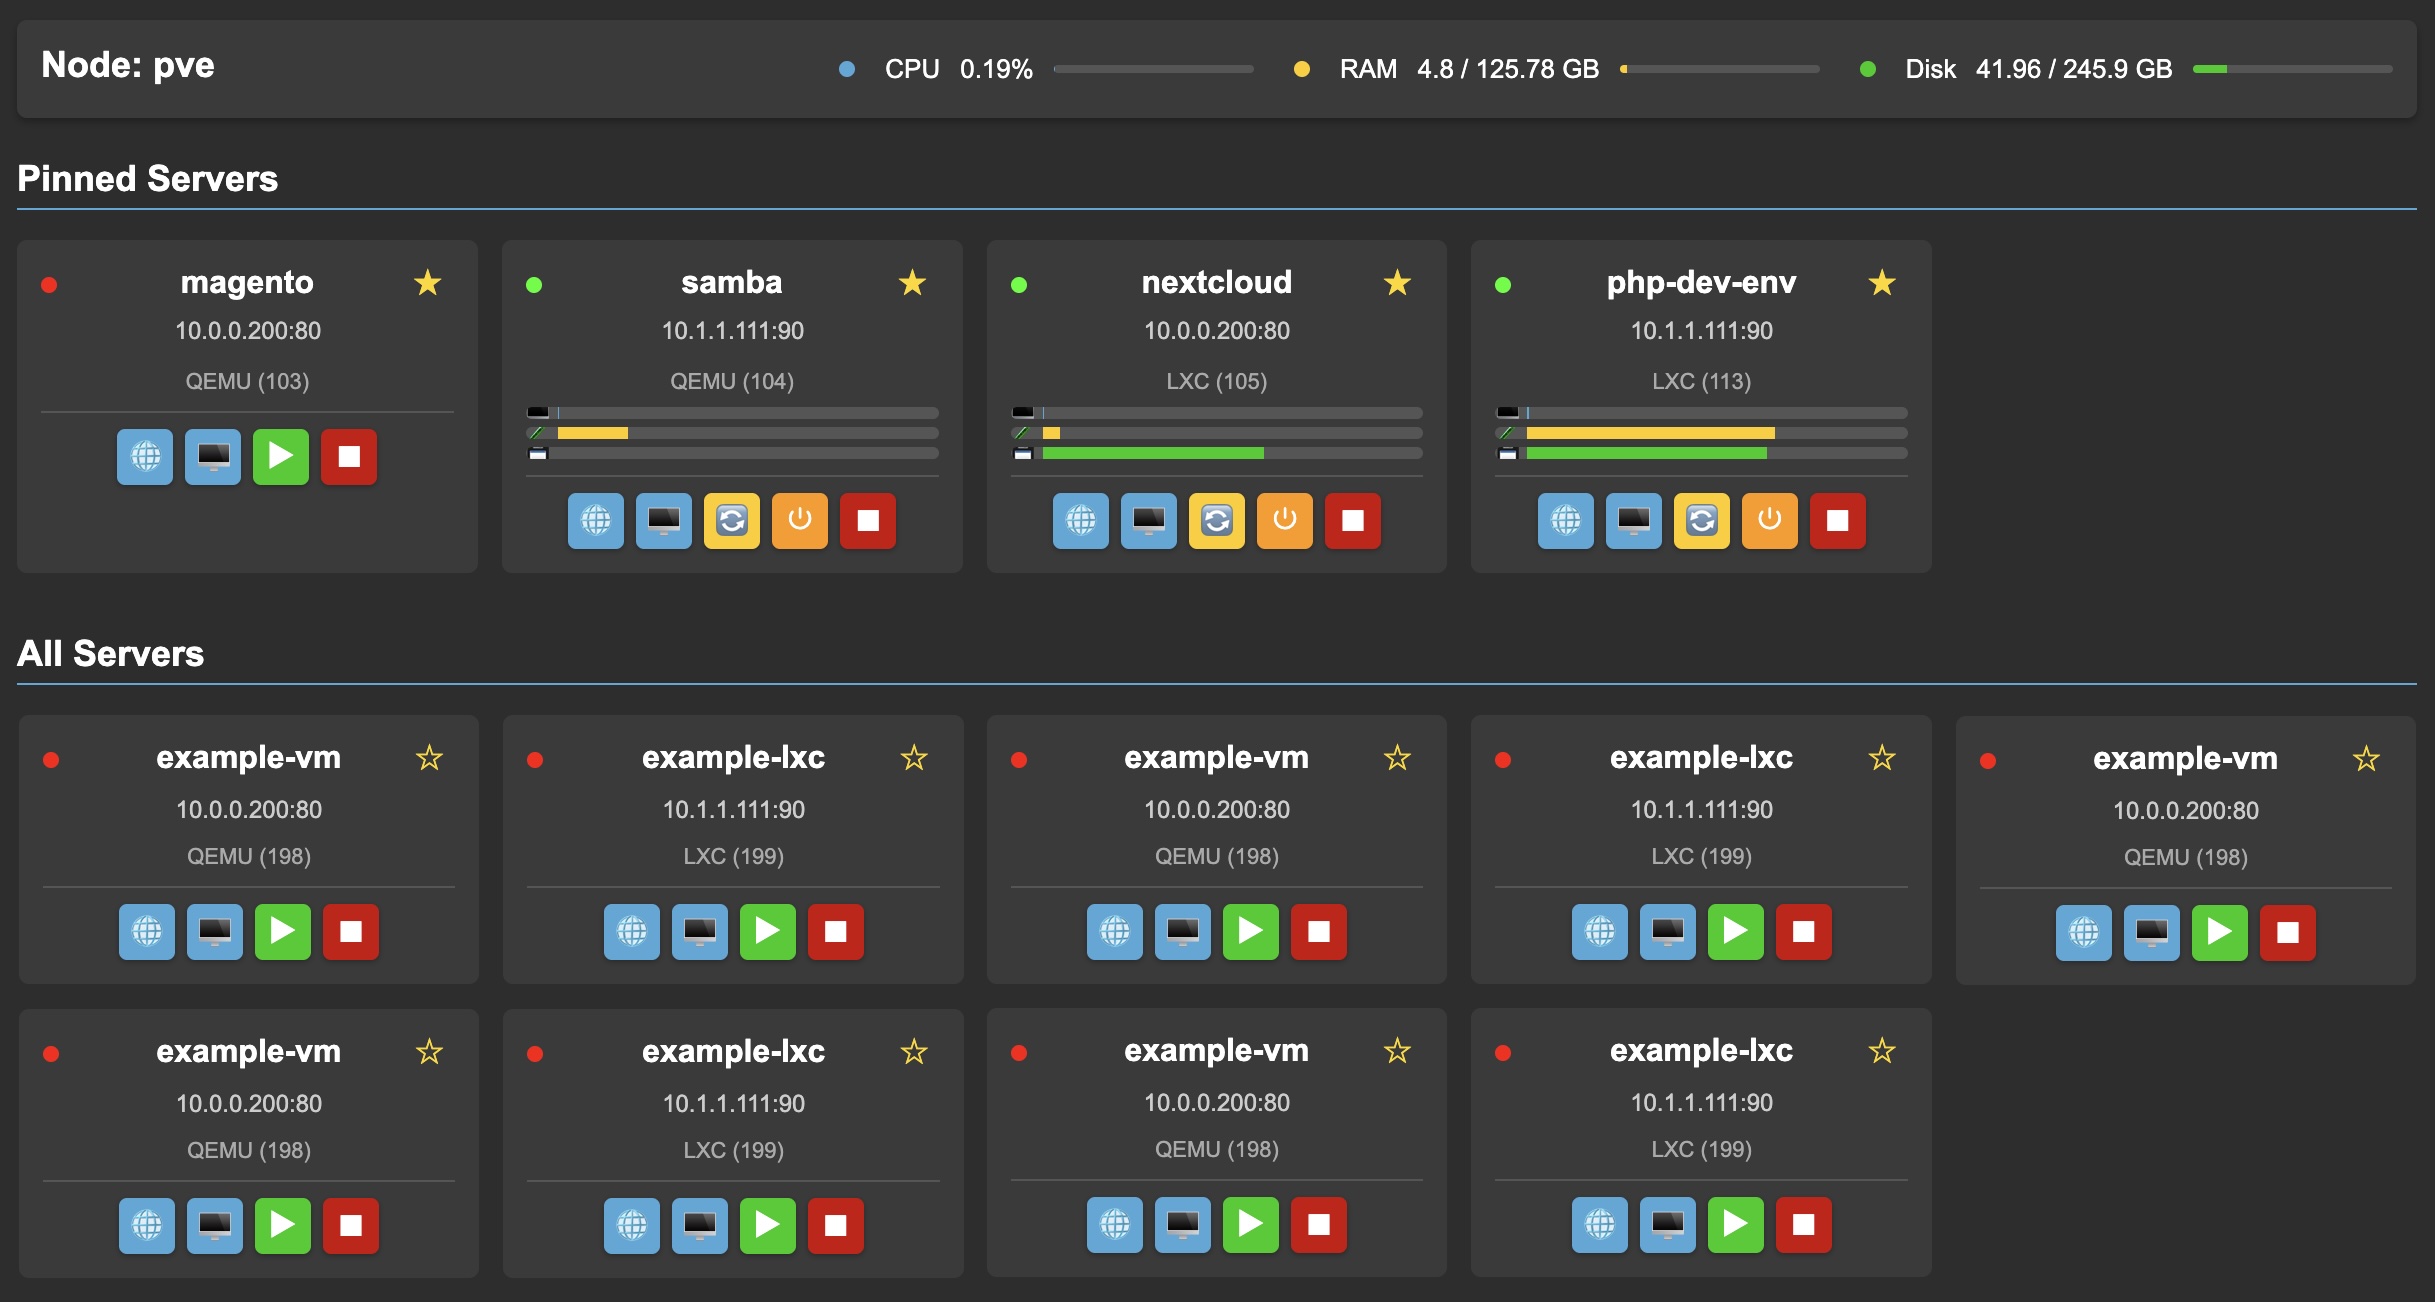 Node: pve
CPU 0.19%
RAM 4.8 / 125.78 GB
Disk 41.96 / 245.9 GB
Pinned Servers
magento
10.0.0.200:80
QEMU (103)
samba
10.1.1.111:90
QEMU (104)
nextcloud
10.0.0.200:80
LXC (105)
php-dev-env
10.1.1.111:90
LXC (113)
All Servers
example-vm
10.0.0.200:80
QEMU (198)
example-lxc
10.1.1.111:90
LXC (199)
example-vm
10.0.0.200:80
QEMU (198)
example-lxc
10.1.1.111:90
LXC (199)
example-vm
10.0.0.200:80
QEMU (198)
example-vm
10.0.0.200:80
QEMU (198)
example-lxc
10.1.1.111:90
LXC (199)
example-vm
10.0.0.200:80
QEMU (198)
example-lxc
10.1.1.111:90
LXC (199)